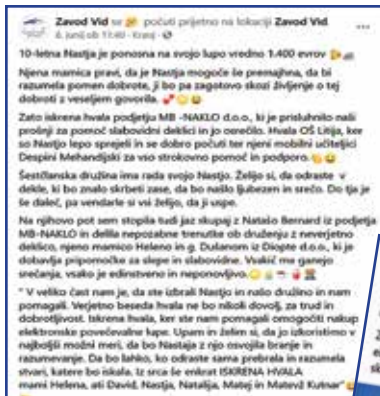 Zavod Vid se počuti prijetno na lokaciji Zavod Vid.
6. junij ob 11:40 · Kranj ·
10-letna Nastja je ponosna na svojo lupo vredno 1.400 evrov
Njena mamica pravi, da je Nastja mogoče še premajhna, da bi
razumela pomen dobrote, ji bo pa zagotovo skozi življenje o tej
dobroti z veseljem govorila.
Zato iskrena hvala podjetju MB -NAKLO d.o.o., ki je prisluhnilo naši
prošnji za pomoč slabovidni deklici in jo osrečilo. Hvala OŠ Litija, ker
so Nastjo lepo sprejeli in se dobro počuti ter njeni mobilni učiteljici
Despini Mehandijski za vso strokovno pomoč in podporo.
Šestčlanska družina ima rada svojo Nastjo. Želijo si, da odraste v
dekle, ki bo znalo skrbeti zase, da bo našlo ljubezen in srečo. Do tja je
še daleč, pa vendarle si vsi želijo, da ji uspe.
Na njihovo pot sem stopila tudi jaz skupaj z Natašo Bernard iz podjetja
MB-NAKLO in delila nepozabne trenutke ob druženju z neverjetno
deklico, njeno mamico Heleno in g. Dušanom iz Diopte d.o.o., ki je
dobavlja pripomočke za slepe in slabovidne. Vsakič me ganejo
srečanja, vsako je edinstveno in neponovljivo.
" V veliko čast nam je, da ste izbrali Nastjo in našo družino in nam
pomagali. Verjetno beseda hvala ne bo nikoli dovolj, za trud in
dobrotljivost. Iskrena hvala, ker ste nam pomagali omogočiti nakup
elektronske povečevalne lupe. Upam in želim si, da jo izkoristimo v
najboljši možni meri, da bo Nastaja z njo osvojila branje in
razumevanje. Da bo lahko, ko odraste sama prebrala in razumela
stvari, katere bo iskala. Iz srca še enkrat ISKRENA HVALA
mami Helena, ati David, Nastja, Natalija, Matej in Matevž Kutnar"